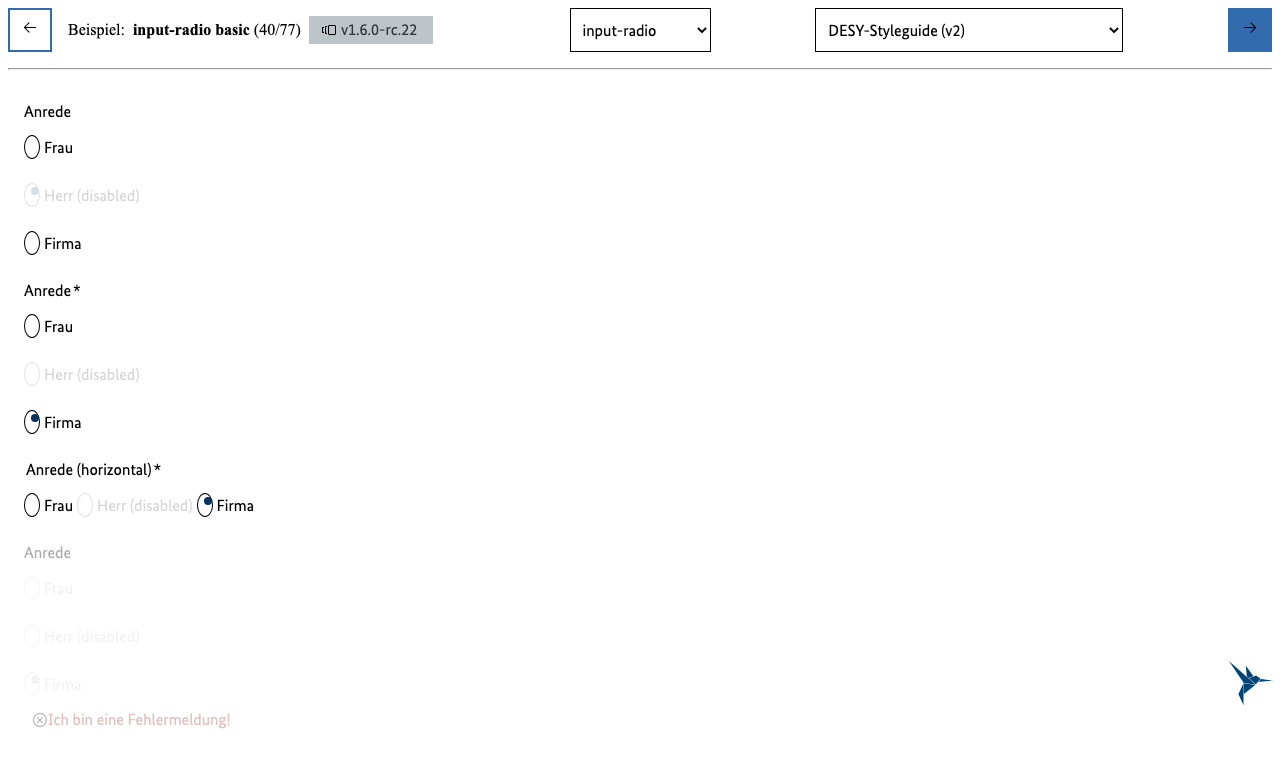 Beispiel: input-radio basic (40/77) v1.6.0-rc.22 input-radio DESY-Styleguide (v2)
Anrede
Frau
Herr (disabled)
Firma
Anrede*
Frau
Herr (disabled)
Firma
Anrede (horizontal)*
Frau Herr (disabled) Firma
Anrede
Frau
Herr (disabled)
Firma
Ich bin eine Fehlermeldung!